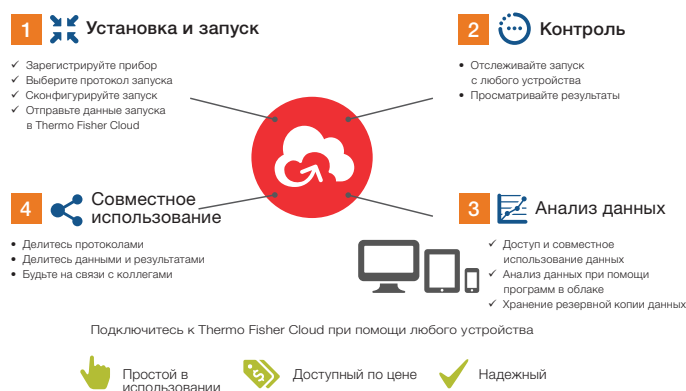 1 Установка и запуск
✓ Зарегистрируйте прибор
✓ Выберите протокол запуска
✓ Сконфигурируйте запуск
✓ Отправьте данные запуска
в Thermo Fisher Cloud
2 Контроль
• Отслеживайте запуск
с любого устройства
• Просматривайте результаты
4 Совместное
использование
• Делитесь протоколами
• Делитесь данными и результатами
• Будьте на связи с коллегами
3 Анализ данных
✓ Доступ и совместное
использование данных
✓ Анализ данных при помощи
программ в облаке
✓ Хранение резервной копии данных
Подключитесь к Thermo Fisher Cloud при помощи любого устройства
Простой в
использовании
Доступный по цене
Надежный